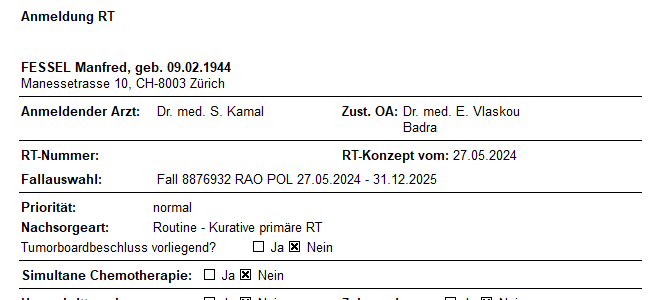 Anmeldung RT
FESSEL Manfred, geb. 09.02.1944
Manessetrasse 10, CH-8003 Zürich
Anmeldender Arzt: Dr. med. S. Kamal Zust. OA: Dr. med. E. Vlaskou
Badra
RT-Nummer: RT-Konzept vom: 27.05.2024
Fallauswahl: Fall 8876932 RAO POL 27.05.2024 - 31.12.2025
Priorität: normal
Nachsorgeart: Routine - Kurative primäre RT
Tumorboardbeschluss vorliegend? ☐ Ja ☒ Nein
Simultane Chemotherapie: ☐ Ja ☒ Nein